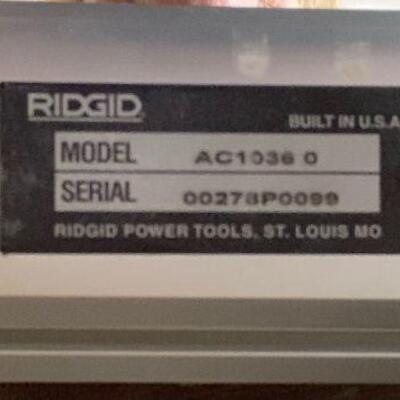 RIDGID
BUILT IN U.S.A
MODEL AC1036 0
SERIAL 00278P0099
RIDGID POWER TOOLS, ST. LOUIS MO